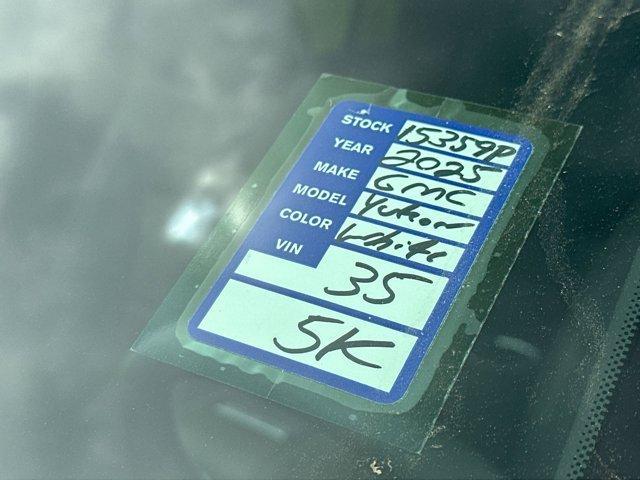 STOCK 15359P
YEAR 2025
MAKE GMC
MODEL Yukon
COLOR White
VIN 35
5K